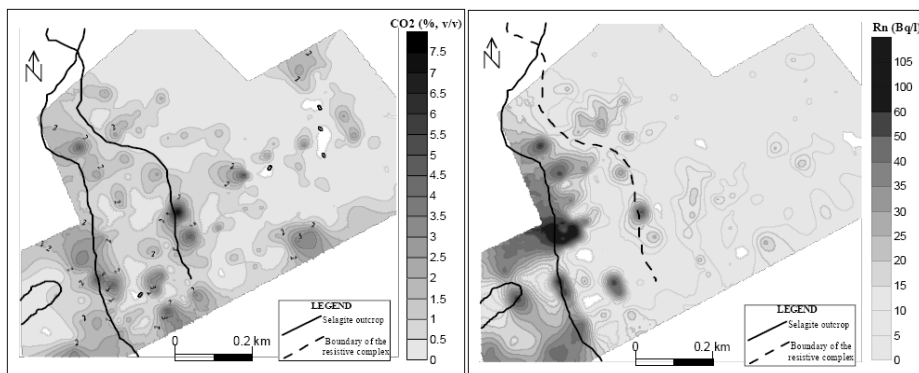 CO2 (%, v/v)
N
7.5
7
6.5
6
5.5
5
4.5
4
3.5
3
2.5
2
1.5
1
0.5
0
LEGEND
Selagite outcrop
Boundary of the
resistive complex
0 0.2 km
Rn (Bq/l)
N
105
100
60
50
40
35
30
25
20
15
10
5
0
LEGEND
Selagite outcrop
Boundary of the
resistive complex
0 0.2 km